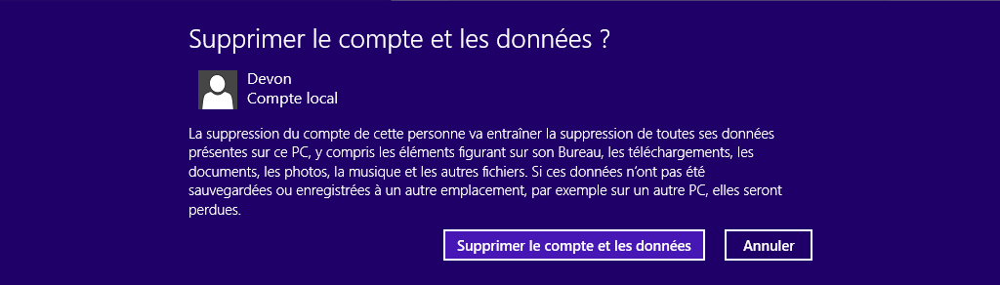 Supprimer le compte et les données ?
Devon
Compte local
La suppression du compte de cette personne va entraîner la suppression de toutes ses données
présentes sur ce PC, y compris les éléments figurant sur son Bureau, les téléchargements, les
documents, les photos, la musique et les autres fichiers. Si ces données n'ont pas été
sauvegardées ou enregistrées à un autre emplacement, par exemple sur un autre PC, elles seront
perdues.
Supprimer le compte et les données
Annuler